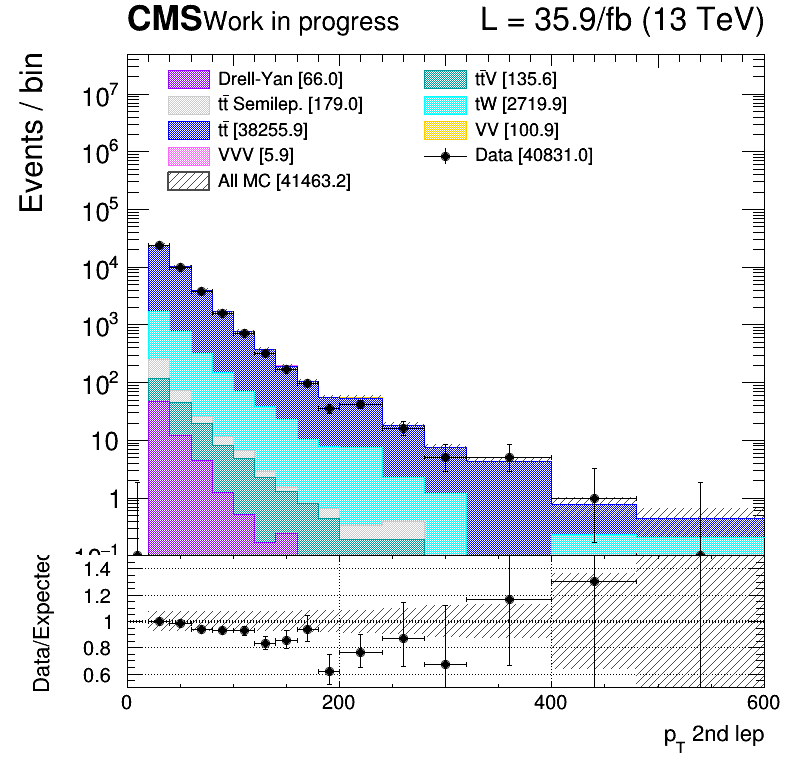 CMS Work in progress L = 35.9/fb (13 TeV)
Events / bin
Drell-Yan [66.0]
tt̄ Semilep. [179.0]
tt̄ [38255.9]
VVV [5.9]
All MC [41463.2]
tt̄V [135.6]
tW [2719.9]
VV [100.9]
Data [40831.0]
10⁷
10⁶
10⁵
10⁴
10³
10²
10
1
10⁻¹
Data/Expected
1.4
1.2
1
0.8
0.6
0 200 400 600
p_T 2nd lep